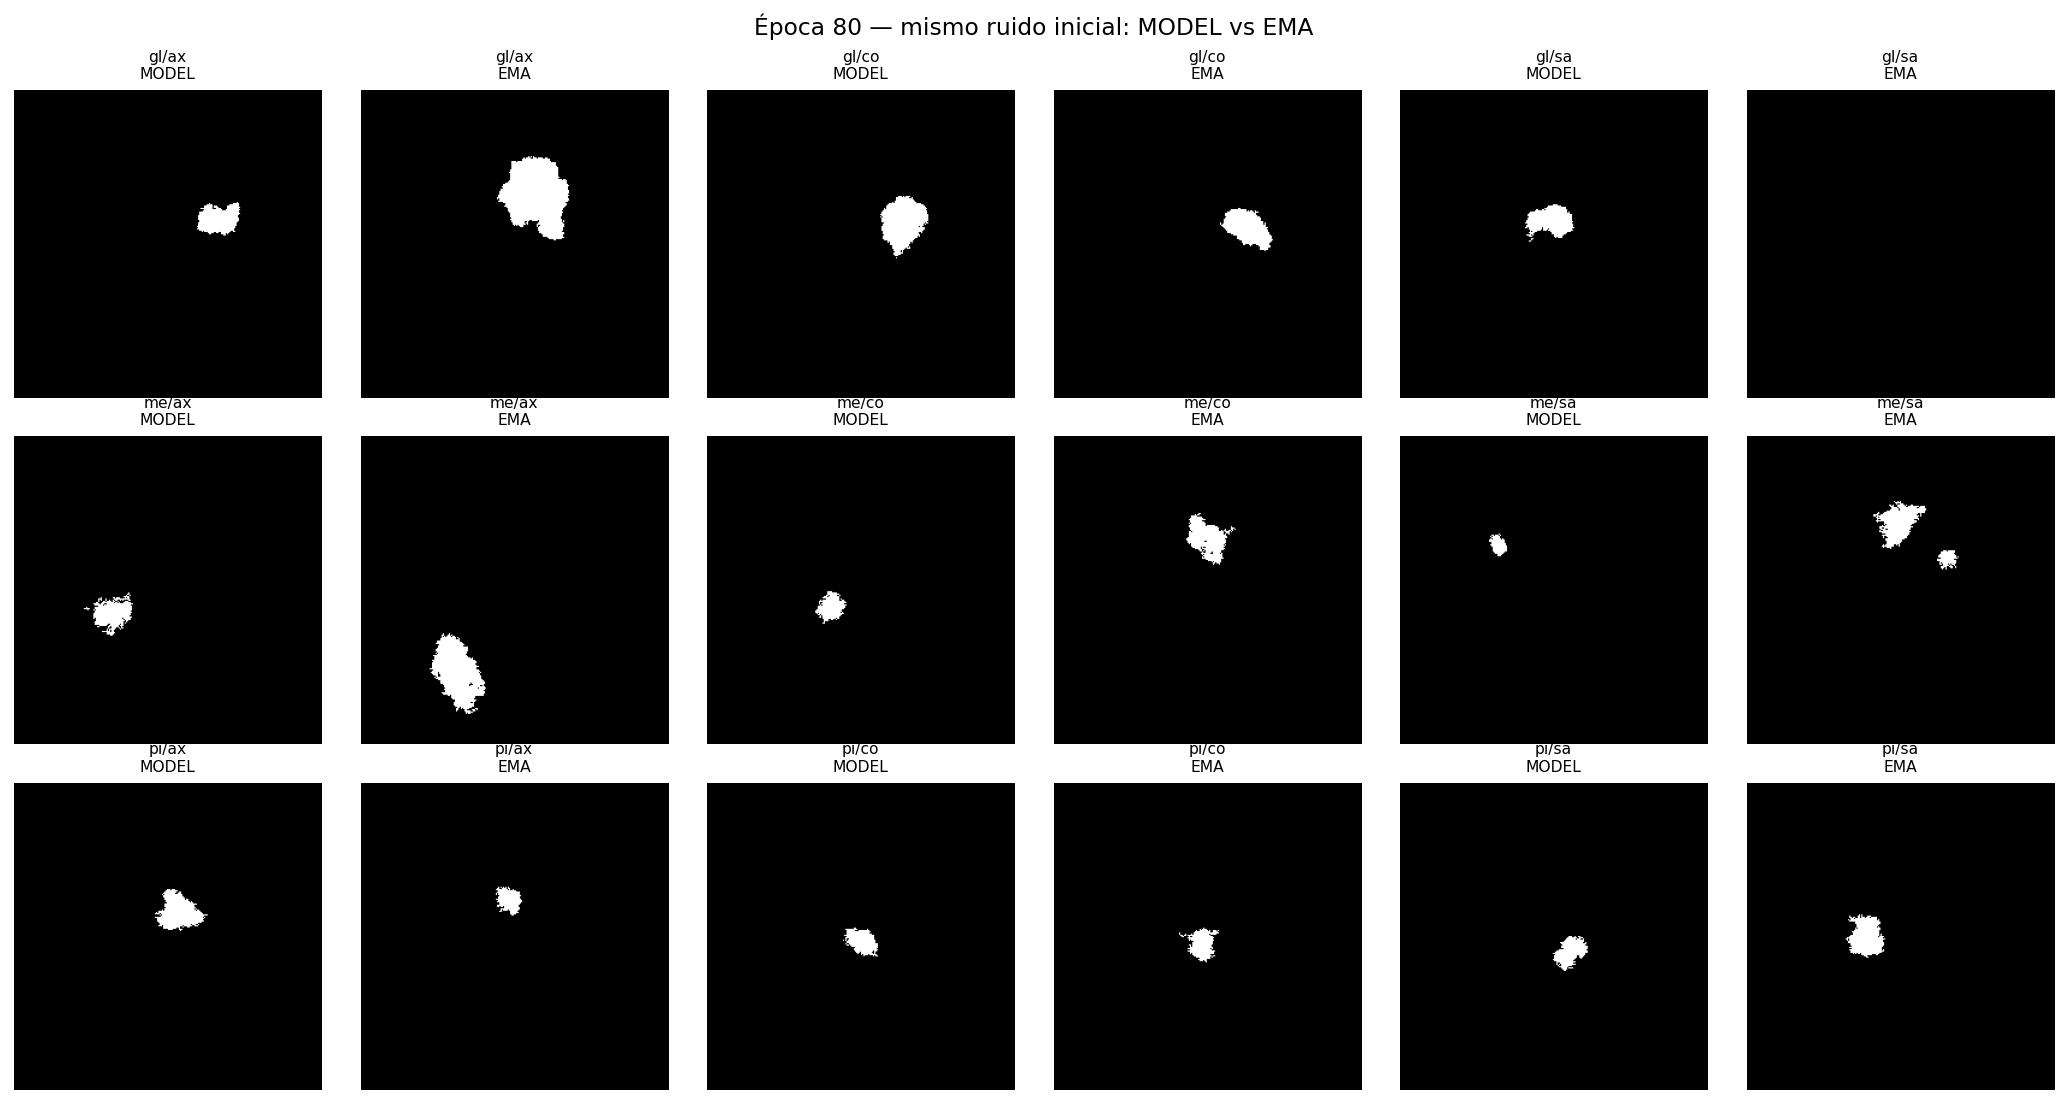 Época 80 — mismo ruido inicial: MODEL vs EMA
gl/ax
MODEL
gl/ax
EMA
gl/co
MODEL
gl/co
EMA
gl/sa
MODEL
gl/sa
EMA
me/ax
MODEL
me/ax
EMA
me/co
MODEL
me/co
EMA
me/sa
MODEL
me/sa
EMA
pi/ax
MODEL
pi/ax
EMA
pi/co
MODEL
pi/co
EMA
pi/sa
MODEL
pi/sa
EMA